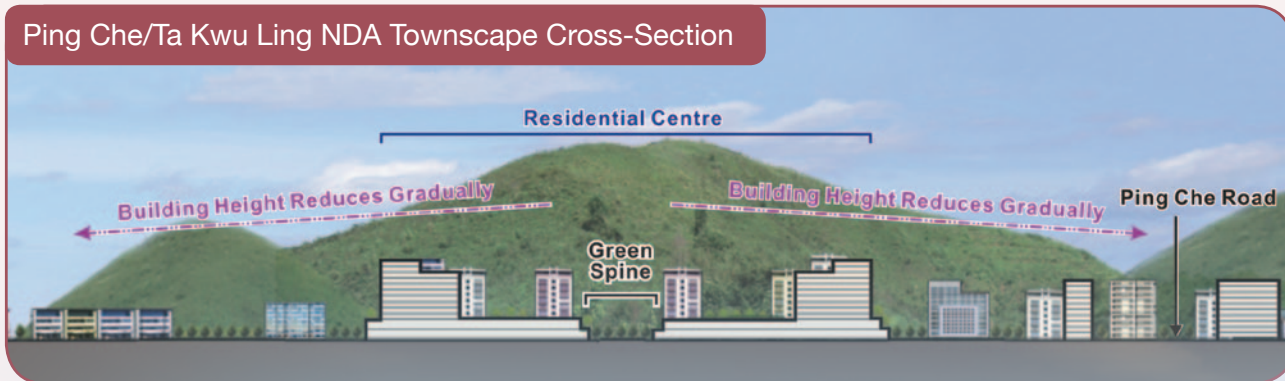 Ping Che/Ta Kwu Ling NDA Townscape Cross-Section
Residential Centre
Building Height Reduces Gradually
Building Height Reduces Gradually
Ping Che Road
Green
Spine